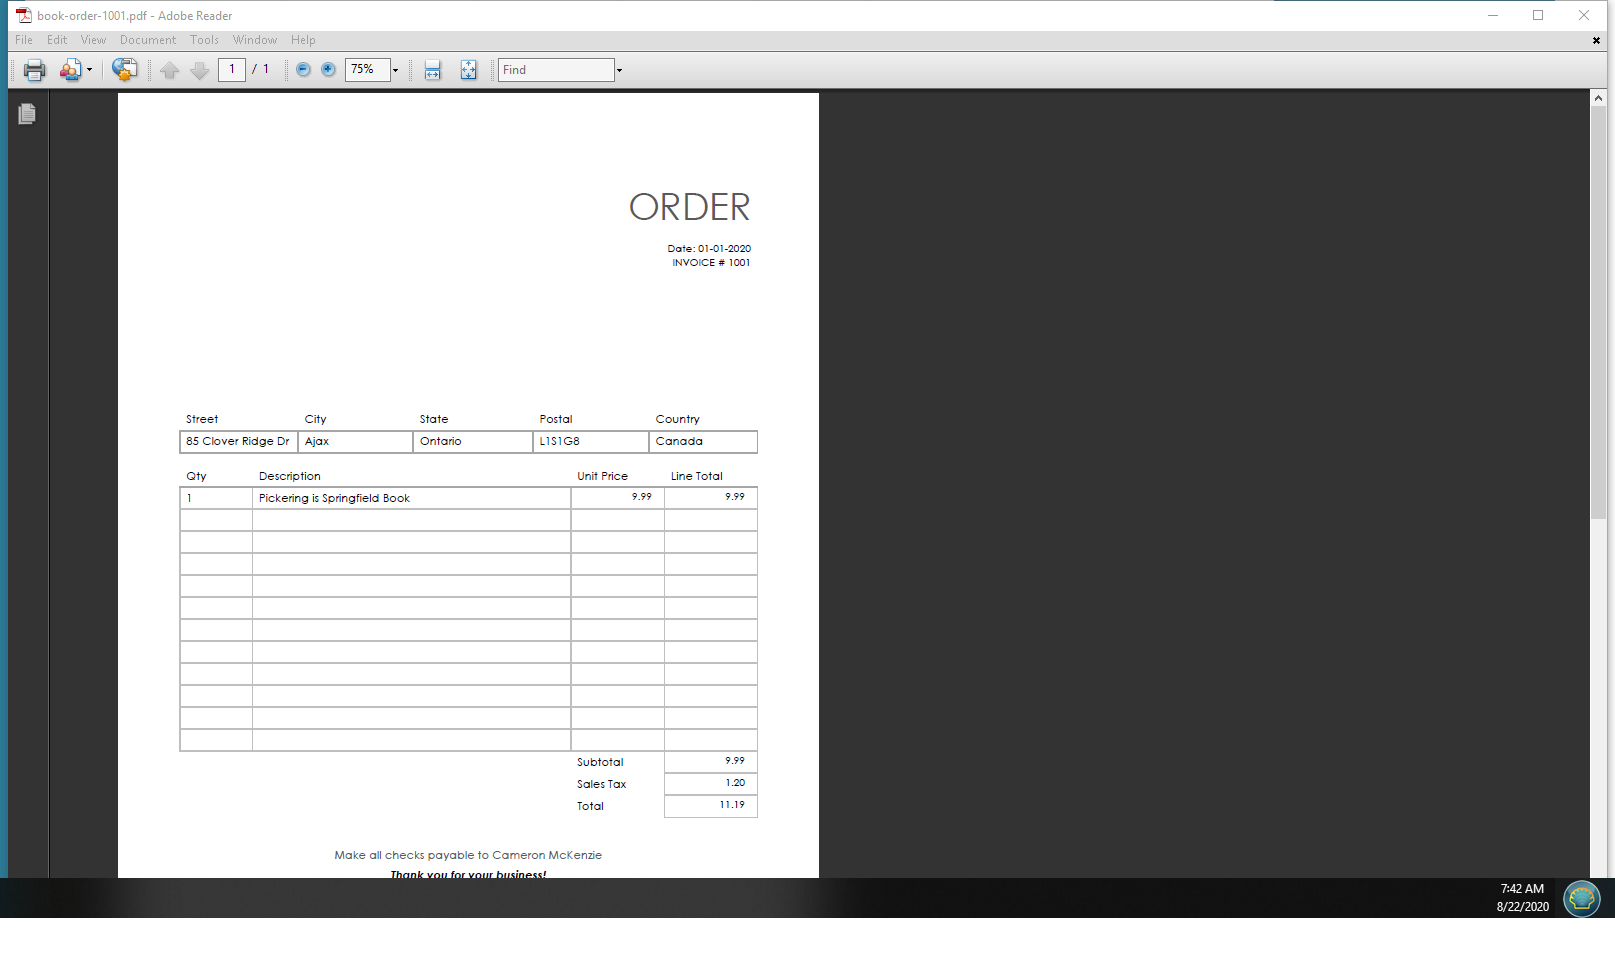 book-order-1001.pdf - Adobe Reader
File Edit View Document Tools Window Help
1 / 1 75% Find
ORDER
Date: 01-01-2020
INVOICE # 1001
Street City State Postal Country
85 Clover Ridge Dr Ajax Ontario L1S1G8 Canada
Qty Description Unit Price Line Total
1 Pickering is Springfield Book 9.99 9.99
Subtotal 9.99
Sales Tax 1.20
Total 11.19
Make all checks payable to Cameron McKenzie
Thank you for your business!
7:42 AM
8/22/2020